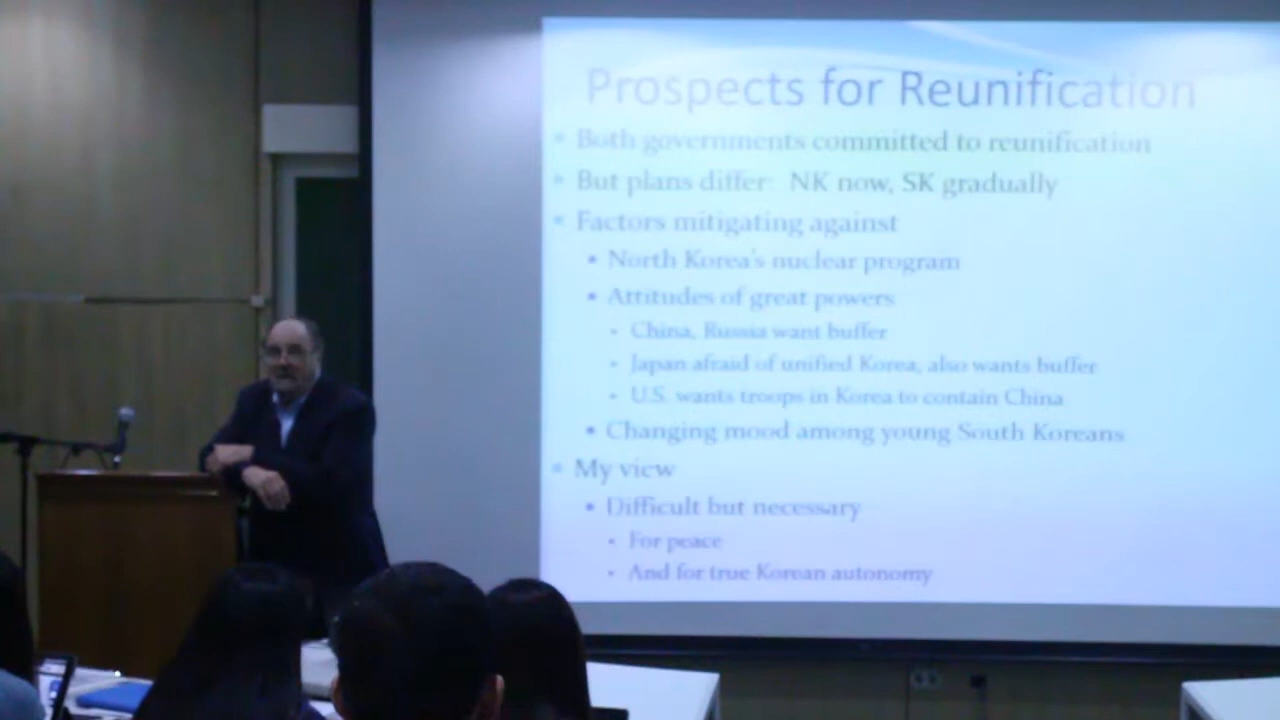 Prospects for Reunification
• Both governments committed to reunification
• But plans differ: NK now, SK gradually
• Factors mitigating against
• North Korea's nuclear program
• Attitudes of great powers
• China, Russia want buffer
• Japan afraid of unified Korea, also wants buffer
• U.S. wants troops in Korea to contain China
• Changing mood among young South Koreans
• My view
• Difficult but necessary
• For peace
• And for true Korean autonomy